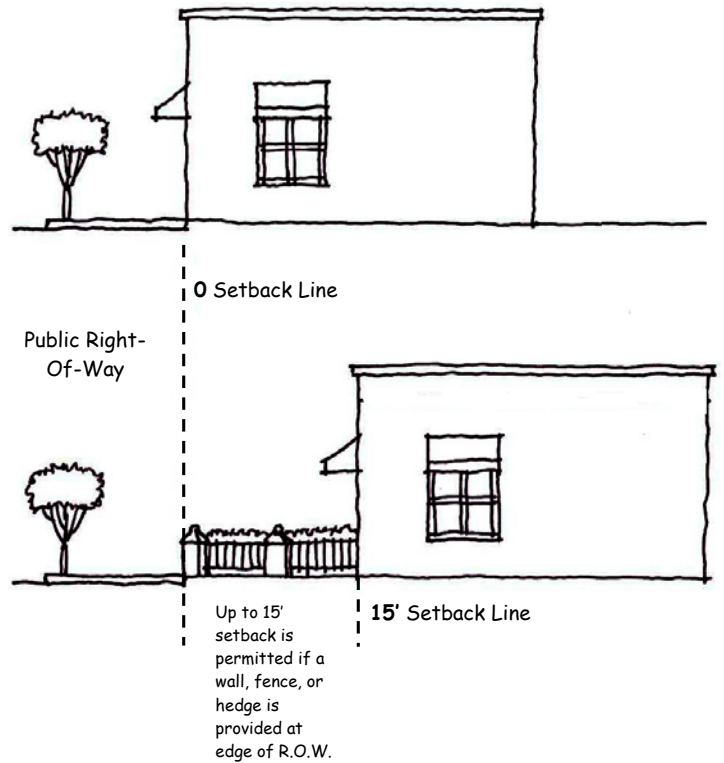 0 Setback Line
Public Right-
Of-Way
15' Setback Line
Up to 15'
setback is
permitted if a
wall, fence, or
hedge is
provided at
edge of R.O.W.